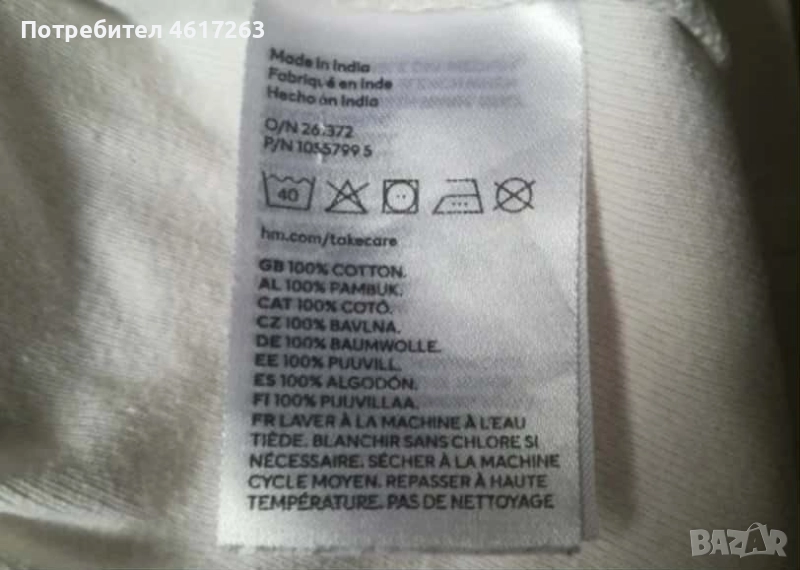 Потребител 4617263
Made in India
Fabriqué en Inde
Hecho en India
O/N 26.372
P/N 1055799 5
40
hm.com/takecare
GB 100% COTTON.
AL 100% PAMBUK.
CAT 100% COTÓ.
CZ 100% BAVLNA.
DE 100% BAUMWOLLE.
EE 100% PUUVILL.
ES 100% ALGODÓN.
FI 100% PUUVILLAA.
FR LAVER À LA MACHINE À L'EAU
TIÈDE. BLANCHIR SANS CHLORE SI
NÉCESSAIRE. SÉCHER À LA MACHINE
CYCLE MOYEN. REPASSER À HAUTE
TEMPÉRATURE. PAS DE NETTOYAGE
BAZAR